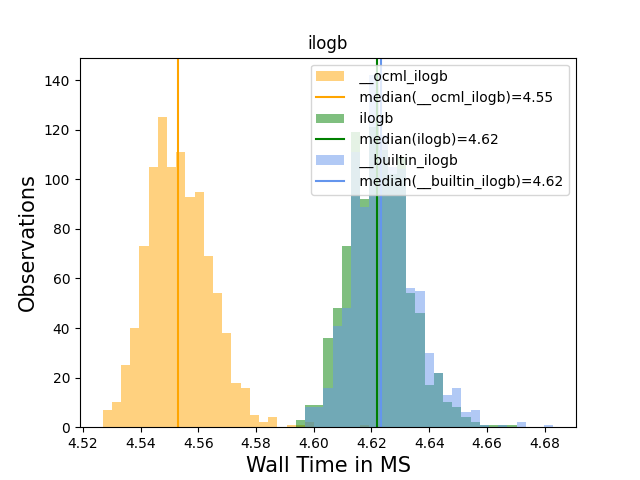 ilogb
__ocml_ilogb
median(__ocml_ilogb)=4.55
ilogb
median(ilogb)=4.62
__builtin_ilogb
median(__builtin_ilogb)=4.62
Observations
140
120
100
80
60
40
20
0
4.52 4.54 4.56 4.58 4.60 4.62 4.64 4.66 4.68
Wall Time in MS